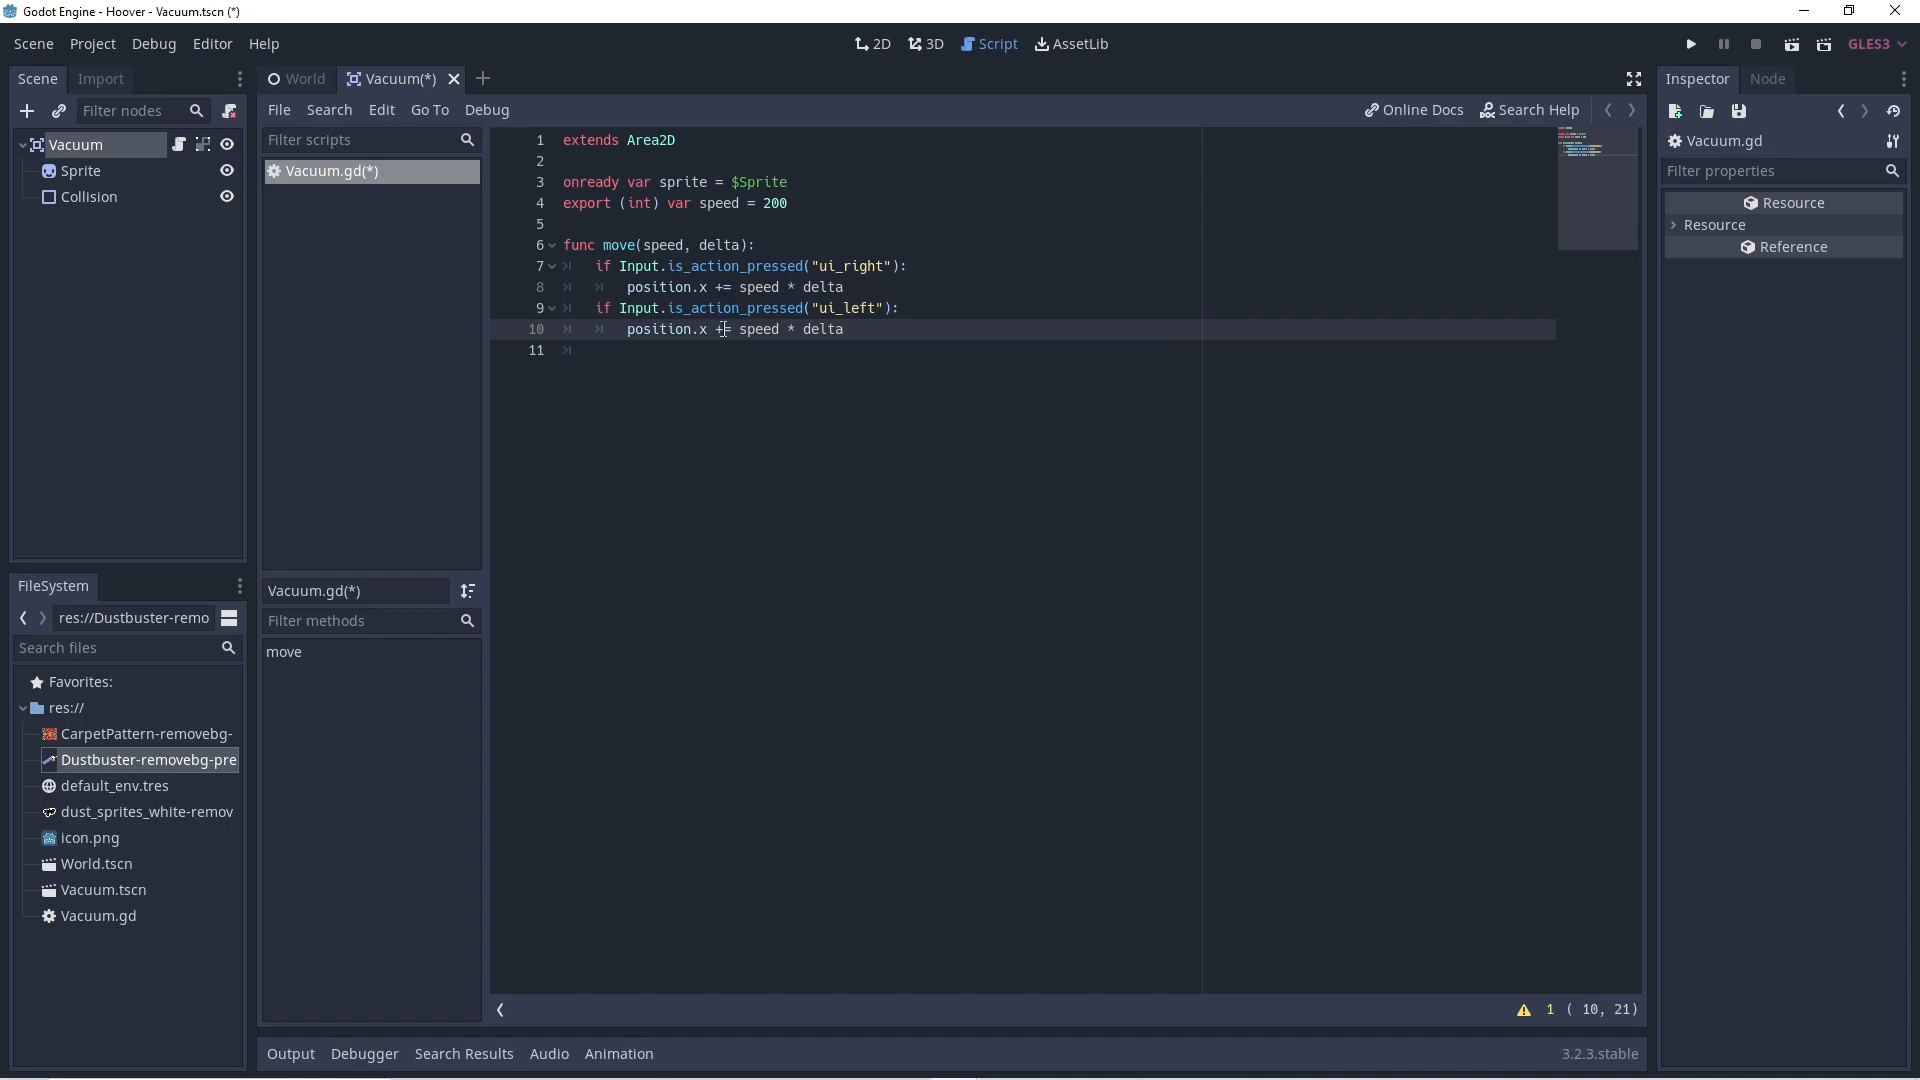 Godot Engine - Hoover - Vacuum.tscn (*)
Scene Project Debug Editor Help
2D 3D Script AssetLib
GLES3
Scene Import
Filter nodes
Vacuum
Sprite
Collision
World Vacuum(*)
File Search Edit Go To Debug
Online Docs Search Help
Filter scripts
Vacuum.gd(*)
1 extends Area2D
2
3 onready var sprite = $Sprite
4 export (int) var speed = 200
5
6 func move(speed, delta):
7 if Input.is_action_pressed("ui_right"):
8 position.x += speed * delta
9 if Input.is_action_pressed("ui_left"):
10 position.x += speed * delta
11
Vacuum.gd(*)
Filter methods
move
1 ( 10, 21)
Output Debugger Search Results Audio Animation
3.2.3.stable
FileSystem
res://Dustbuster-remo
Search files
Favorites:
res://
CarpetPattern-removebg-
Dustbuster-removebg-pre
default_env.tres
dust_sprites_white-remov
icon.png
World.tscn
Vacuum.tscn
Vacuum.gd
Inspector Node
Vacuum.gd
Filter properties
Resource
Resource
Reference